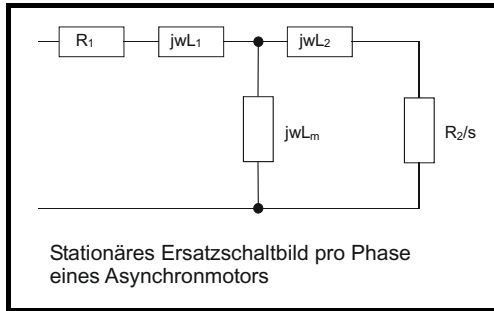 R₁
jwL₁
jwL₂
jwLₘ
R₂/s
Stationäres Ersatzschaltbild pro Phase
eines Asynchronmotors